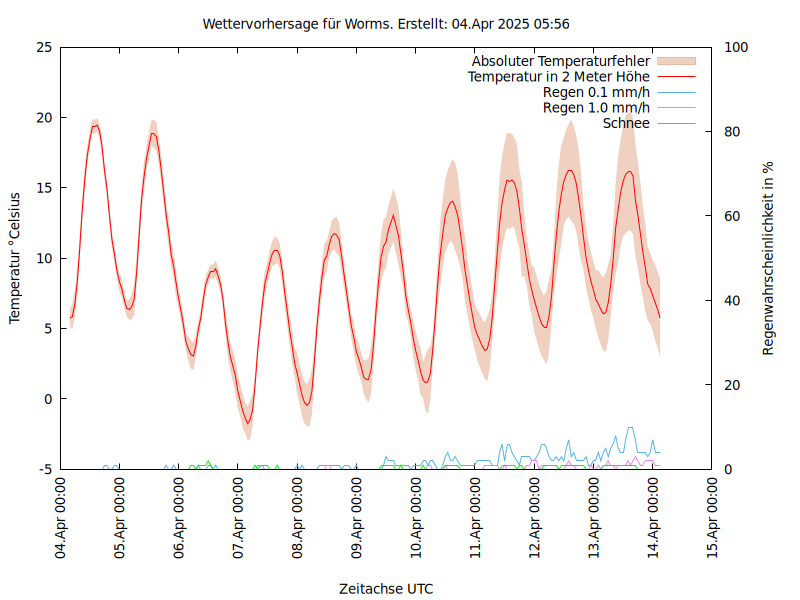 Wettervorhersage für Worms. Erstellt: 04.Apr 2025 05:56
Absoluter Temperaturfehler
Temperatur in 2 Meter Höhe
Regen 0.1 mm/h
Regen 1.0 mm/h
Schnee
Temperatur °Celsius
25
20
15
10
5
0
-5
100
80
60
40
20
0
Regenwahrscheinlichkeit in %
04.Apr 00:00
05.Apr 00:00
06.Apr 00:00
07.Apr 00:00
08.Apr 00:00
09.Apr 00:00
10.Apr 00:00
11.Apr 00:00
12.Apr 00:00
13.Apr 00:00
14.Apr 00:00
15.Apr 00:00
Zeitachse UTC